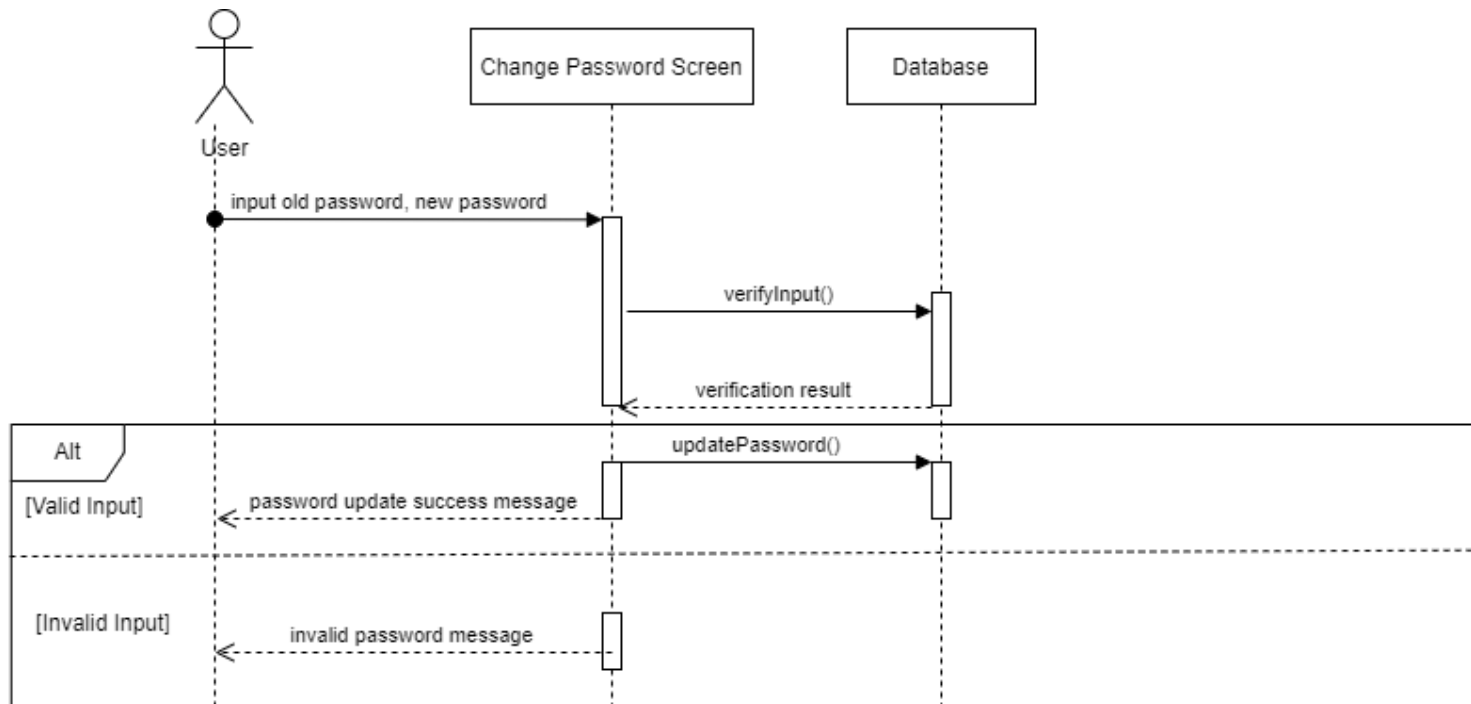 Change Password Screen
Database
User
input old password, new password
verifyInput()
verification result
Alt
updatePassword()
[Valid Input]
password update success message
[Invalid Input]
invalid password message